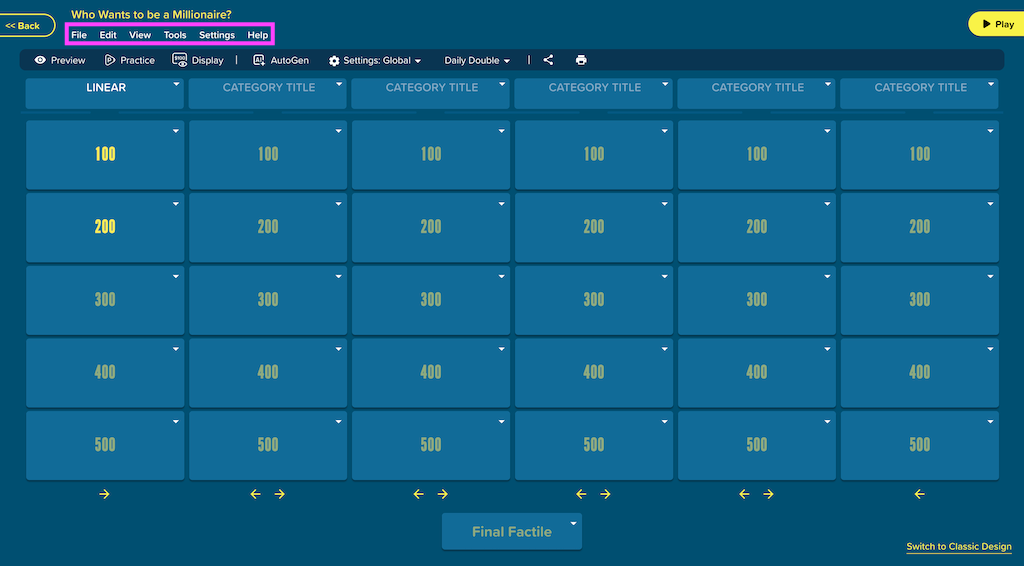 Who Wants to be a Millionaire?
<< Back
Play
File Edit View Tools Settings Help
Preview Practice $100 Display | AutoGen Settings: Global Daily Double |
LINEAR CATEGORY TITLE CATEGORY TITLE CATEGORY TITLE CATEGORY TITLE CATEGORY TITLE
100 100 100 100 100 100
200 200 200 200 200 200
300 300 300 300 300 300
400 400 400 400 400 400
500 500 500 500 500 500
Final Factile
Switch to Classic Design